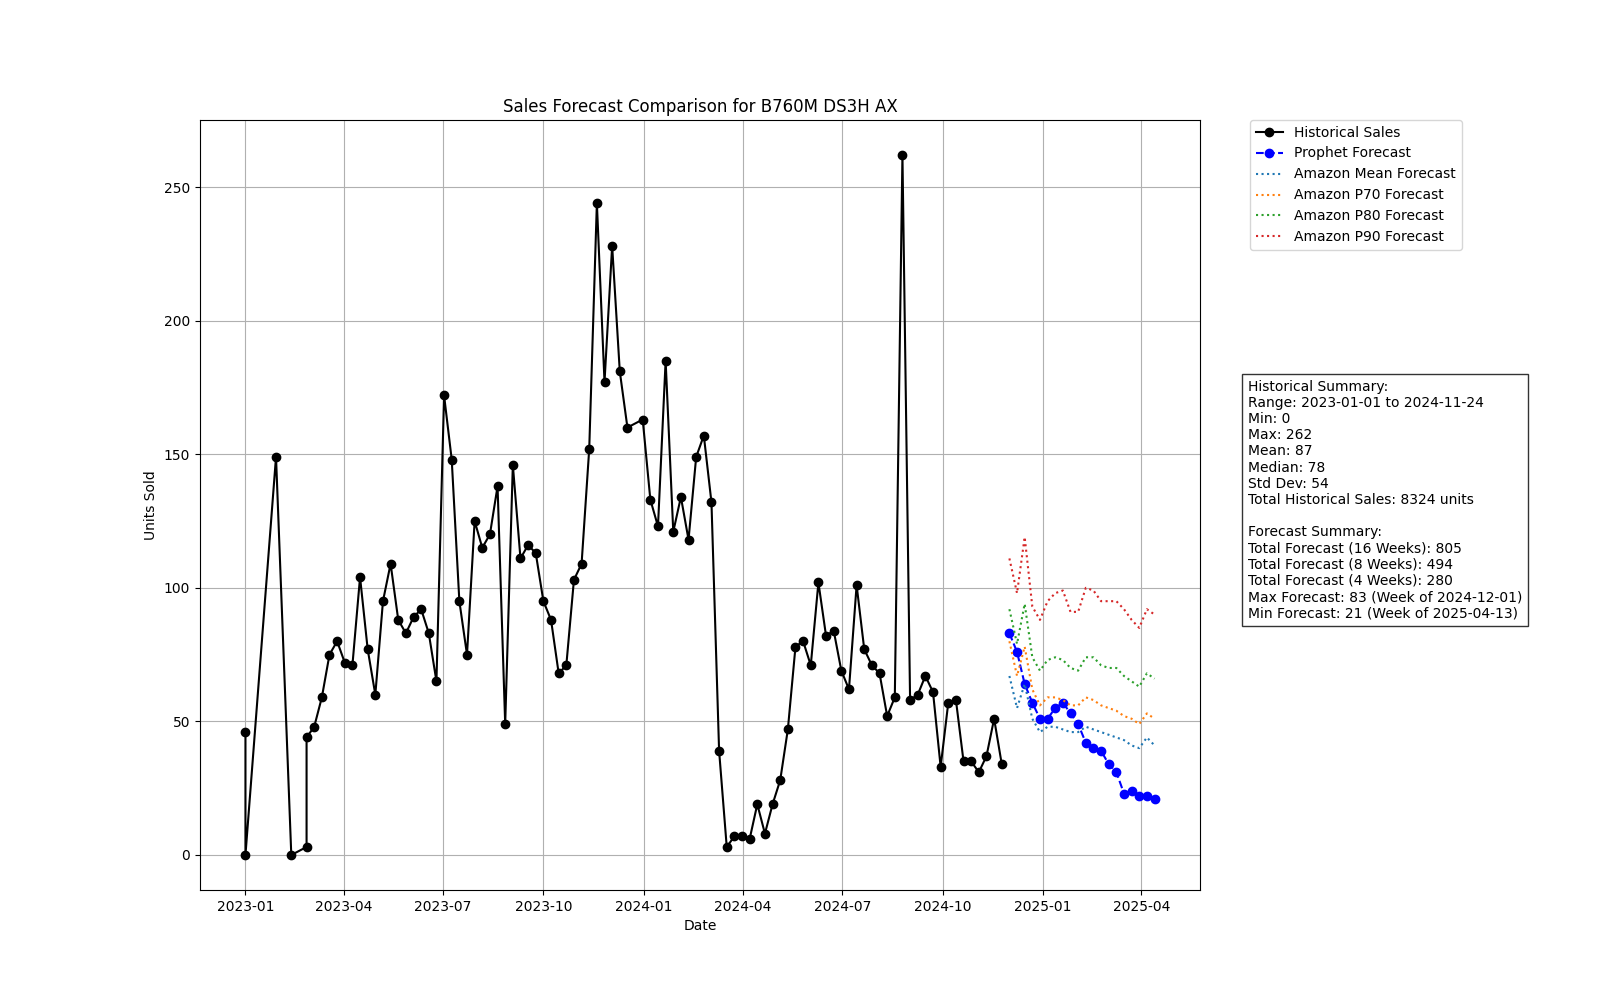 Sales Forecast Comparison for B760M DS3H AX
Units Sold
250
200
150
100
50
0
2023-01
2023-04
2023-07
2023-10
2024-01
2024-04
2024-07
2024-10
2025-01
2025-04
Date
Historical Sales
Prophet Forecast
Amazon Mean Forecast
Amazon P70 Forecast
Amazon P80 Forecast
Amazon P90 Forecast
Historical Summary:
Range: 2023-01-01 to 2024-11-24
Min: 0
Max: 262
Mean: 87
Median: 78
Std Dev: 54
Total Historical Sales: 8324 units
Forecast Summary:
Total Forecast (16 Weeks): 805
Total Forecast (8 Weeks): 494
Total Forecast (4 Weeks): 280
Max Forecast: 83 (Week of 2024-12-01)
Min Forecast: 21 (Week of 2025-04-13)